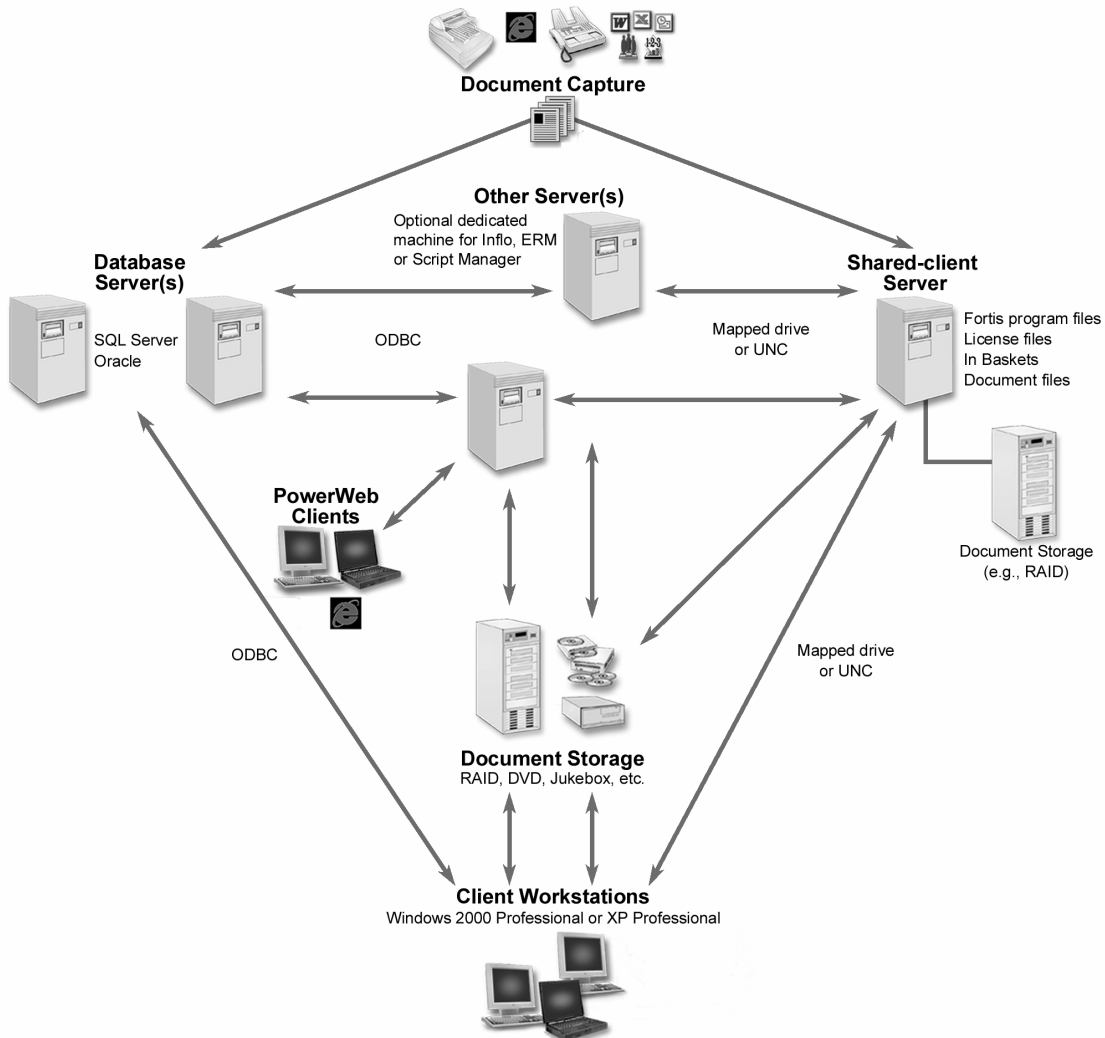 W X
1-2-3
Document Capture
Other Server(s)
Optional dedicated
machine for Inflo, ERM
or Script Manager
Database
Server(s)
SQL Server
Oracle
Shared-client
Server
Fortis program files
License files
In Baskets
Document files
ODBC
Mapped drive
or UNC
PowerWeb
Clients
Document Storage
(e.g., RAID)
ODBC
Mapped drive
or UNC
Document Storage
RAID, DVD, Jukebox, etc.
Client Workstations
Windows 2000 Professional or XP Professional